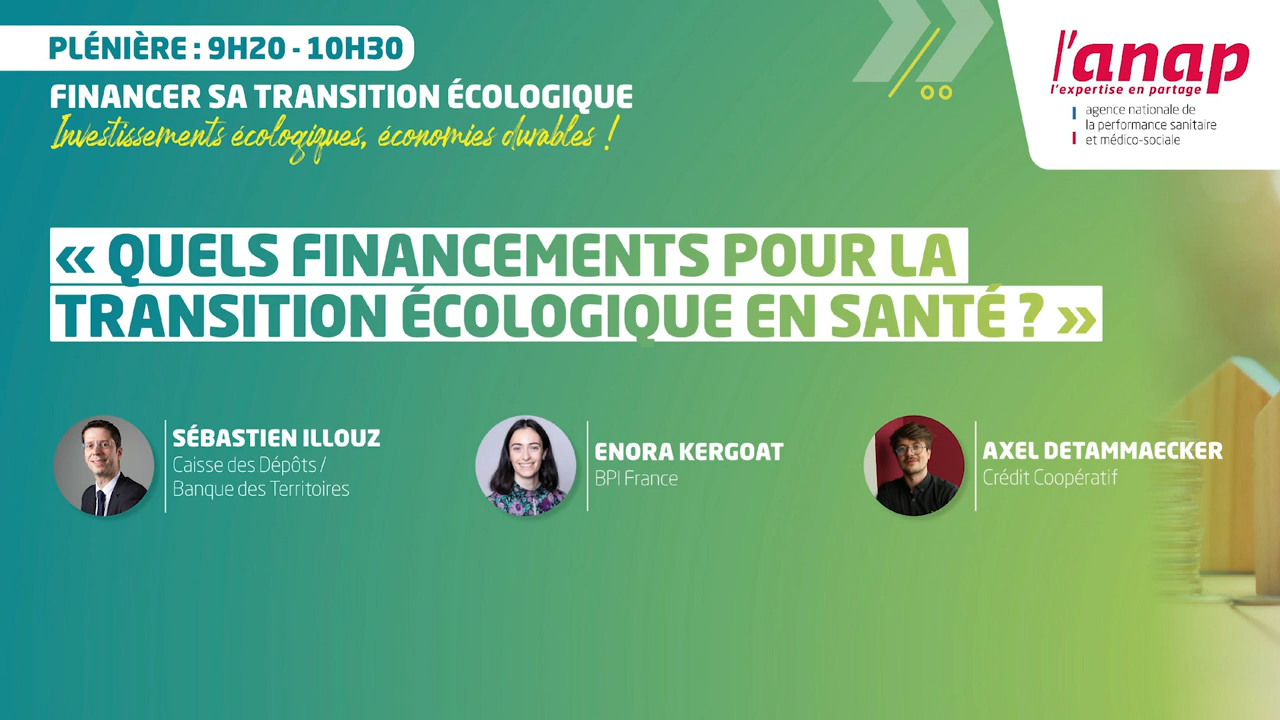 PLÉNIÈRE : 9H20 - 10H30
FINANCER SA TRANSITION ÉCOLOGIQUE
Investissements écologiques, économies durables !
l'anap
l'expertise en partage
agence nationale de
la performance sanitaire
et médico-sociale
« QUELS FINANCEMENTS POUR LA
TRANSITION ÉCOLOGIQUE EN SANTÉ ? »
SÉBASTIEN ILLOUZ
Caisse des Dépôts /
Banque des Territoires
ENORA KERGOAT
BPI France
AXEL DETAMMAECKER
Crédit Coopératif